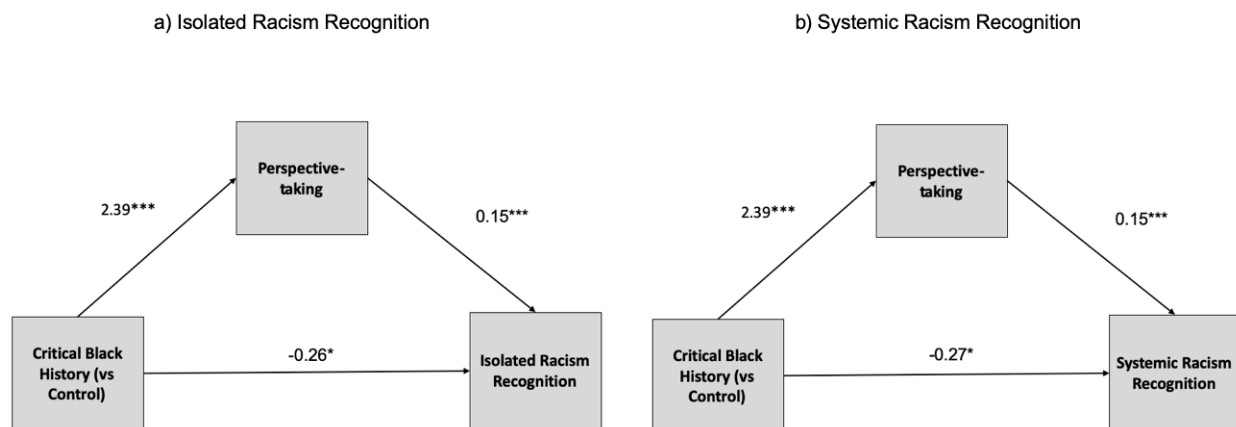 a) Isolated Racism Recognition
Perspective-
taking
2.39***
0.15***
Critical Black
History (vs
Control)
-0.26*
Isolated Racism
Recognition
b) Systemic Racism Recognition
Perspective-
taking
2.39***
0.15***
Critical Black
History (vs
Control)
-0.27*
Systemic Racism
Recognition